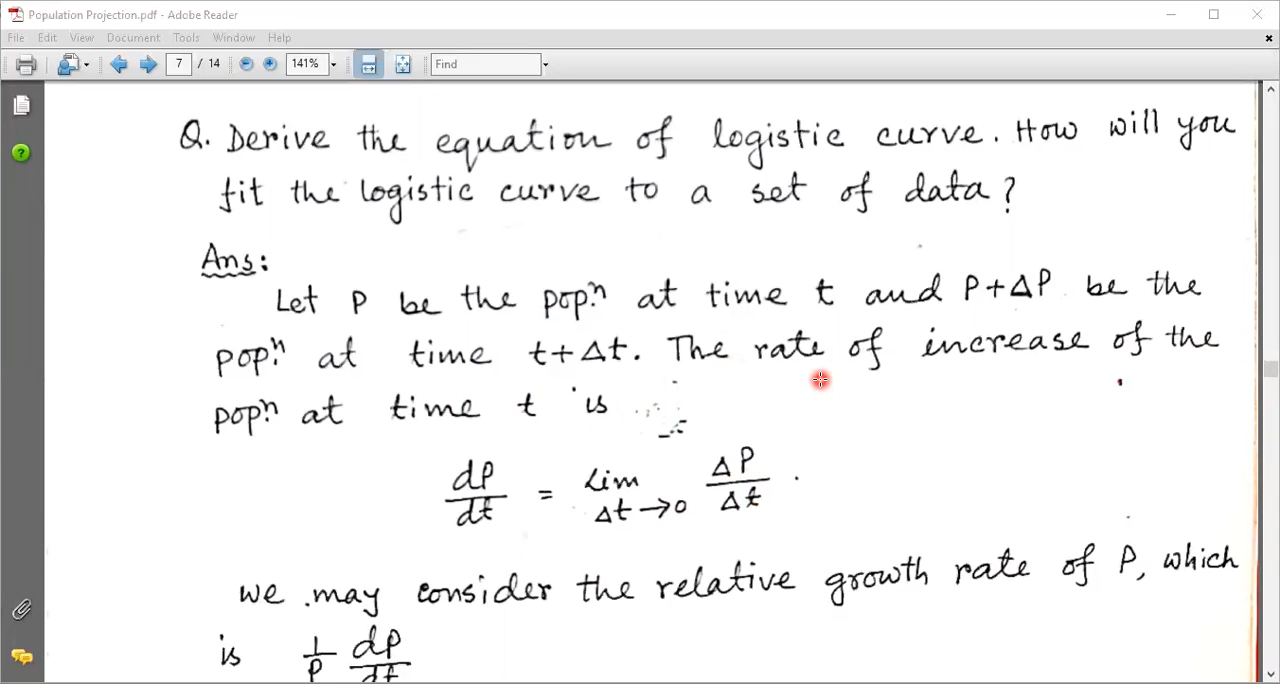 Population Projection.pdf - Adobe Reader
File Edit View Document Tools Window Help
7 / 14 141% Find
Q. Derive the equation of logistic curve. How will you
fit the logistic curve to a set of data?
Ans:
Let P be the popⁿ at time t and P+ΔP be the
popⁿ at time t+Δt. The rate of increase of the
popⁿ at time t is
dP/dt = Lim Δt→0 ΔP/Δt .
we may consider the relative growth rate of P, which
is 1/P dP/dt